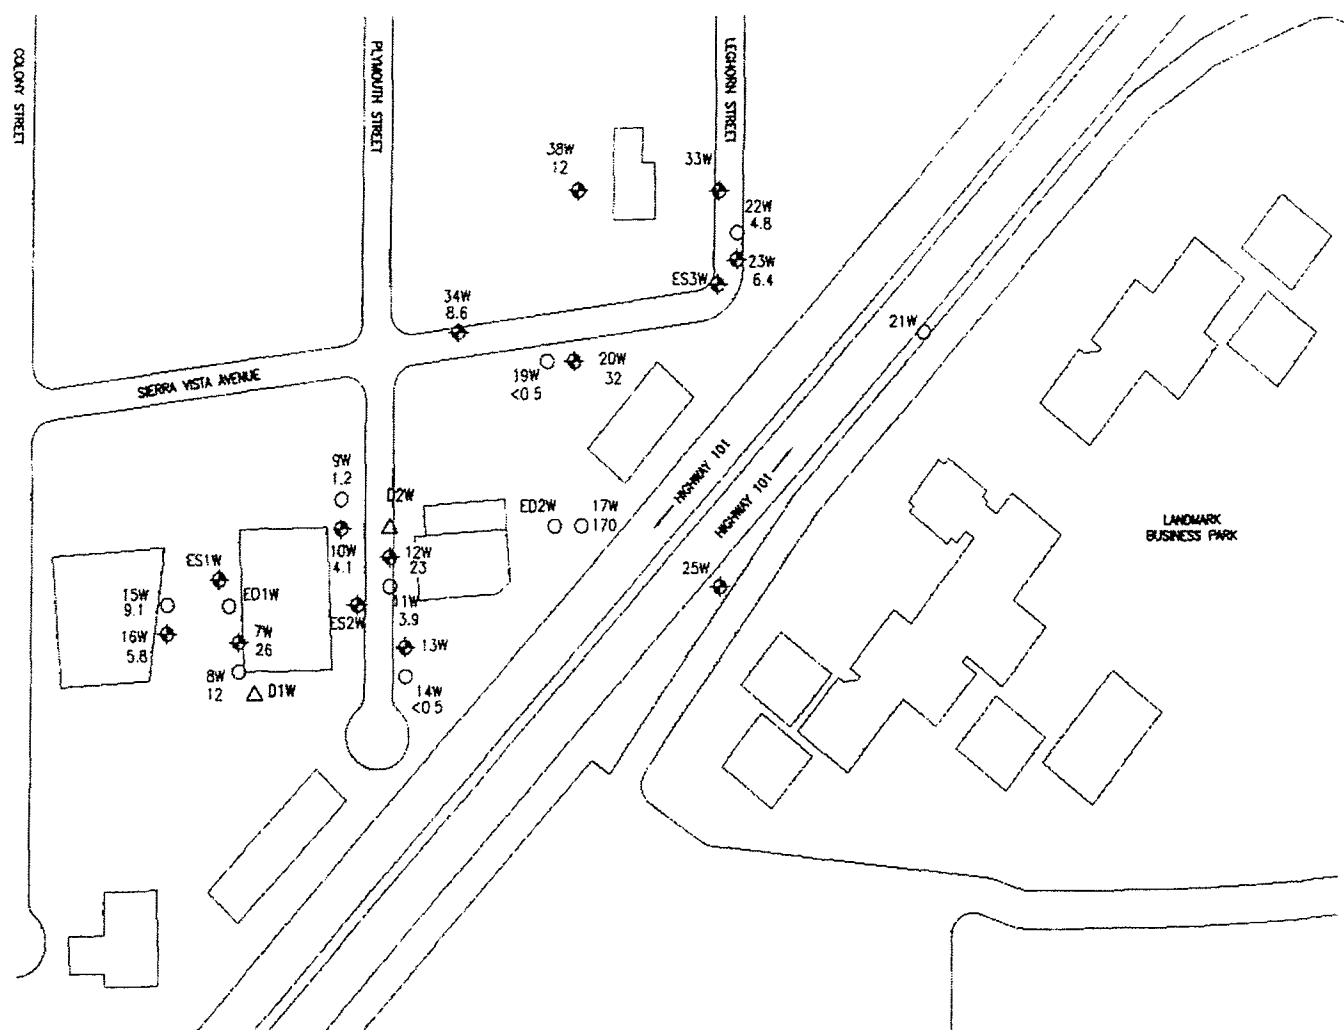 COLONY STREET
PLYMOUTH STREET
LEGHORN STREET
38W
12
33W
22W
4.8
23W
6.4
ES3W
34W
8.6
21W
19W
<0.5
20W
32
SIERRA VISTA AVENUE
HIGHWAY 101
HIGHWAY 101
9W
1.2
D2W
ED2W
17W
170
LANDMARK
BUSINESS PARK
10W
4.1
12W
23
ES1W
25W
15W
9.1
ED1W
11W
3.9
ES2W
16W
5.8
7W
26
13W
8W
12
D1W
14W
<0.5